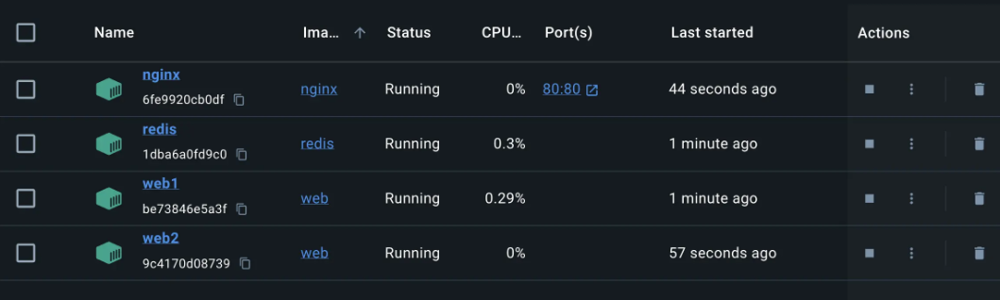 Name Ima... Status CPU... Port(s) Last started Actions
nginx
6fe9920cb0df
nginx Running 0% 80:80 44 seconds ago
redis
1dba6a0fd9c0
redis Running 0.3% 1 minute ago
web1
be73846e5a3f
web Running 0.29% 1 minute ago
web2
9c4170d08739
web Running 0% 57 seconds ago